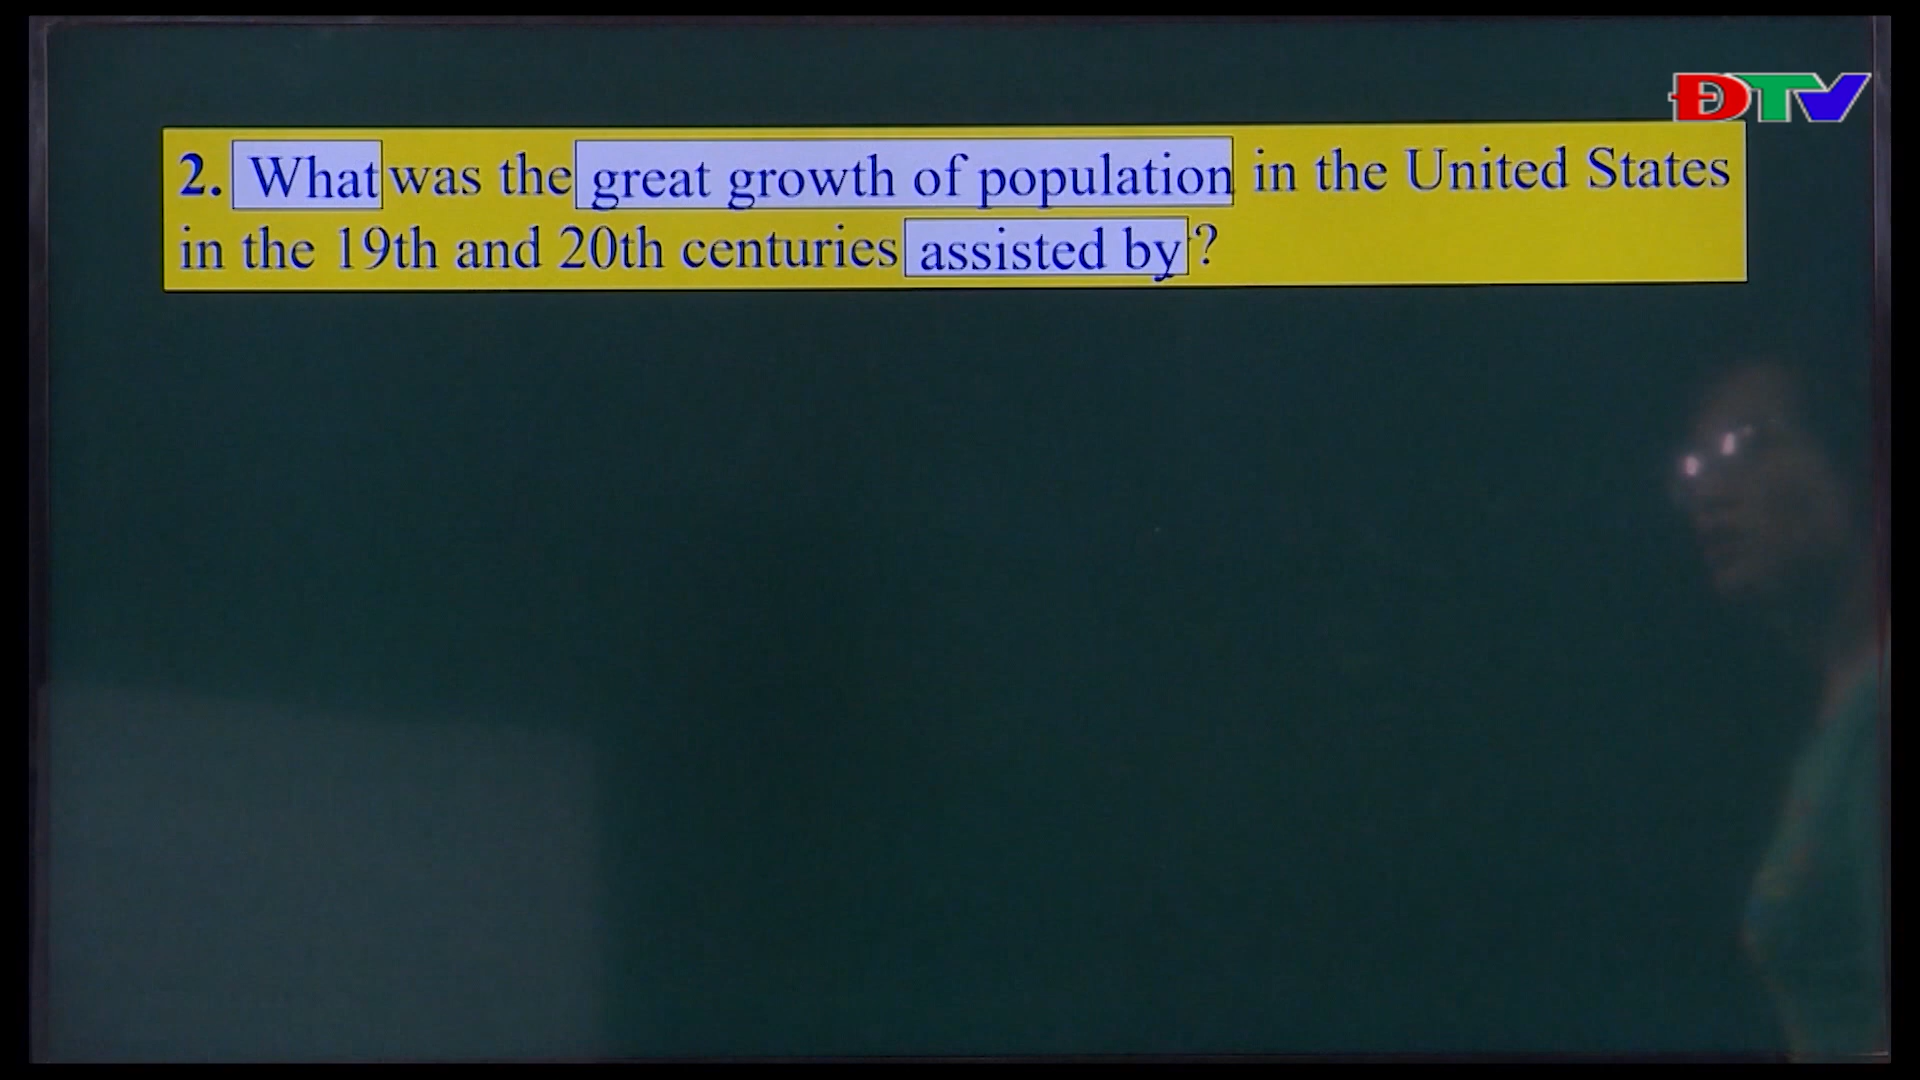 ĐTV
2. What was the great growth of population in the United States
in the 19th and 20th centuries assisted by?